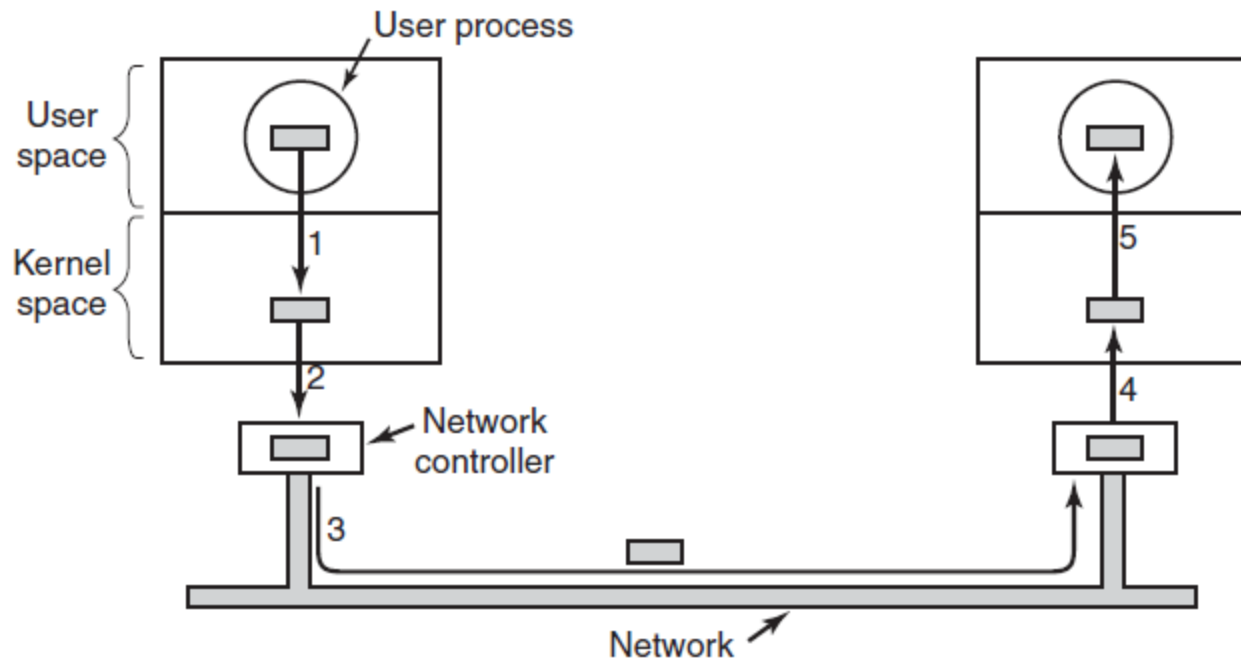 User process
User
space
1
5
Kernel
space
2
4
Network
controller
3
Network